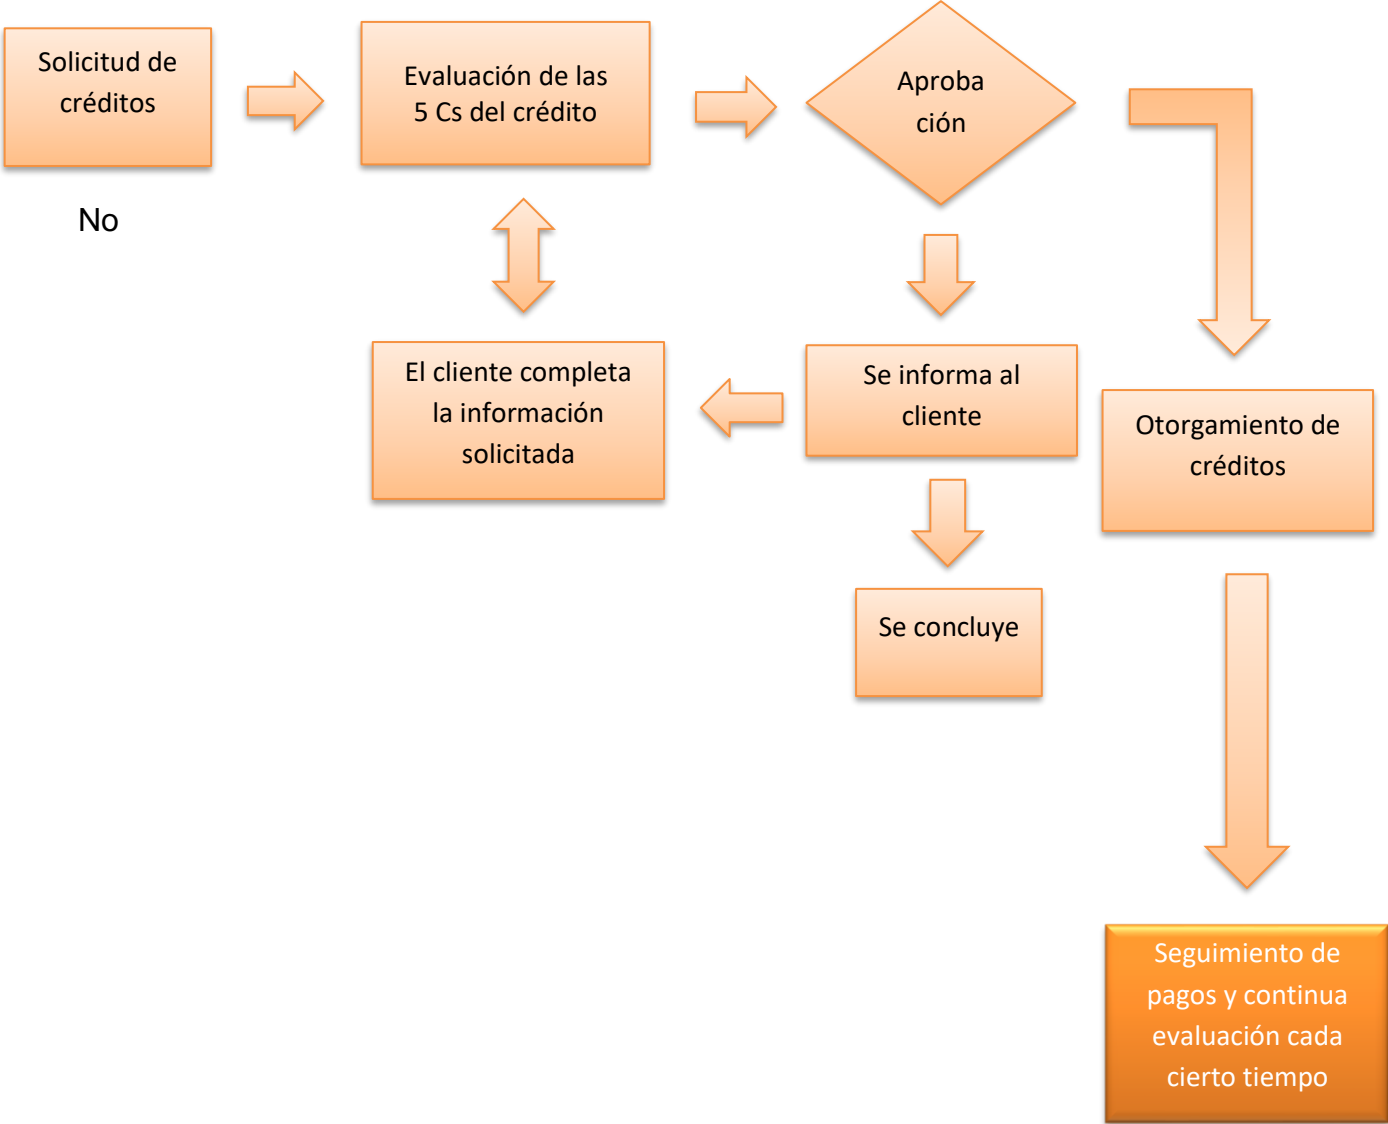 Solicitud de
créditos
Evaluación de las
5 Cs del crédito
Aproba
ción
No
El cliente completa
la información
solicitada
Se informa al
cliente
Otorgamiento de
créditos
Se concluye
Seguimiento de
pagos y continua
evaluación cada
cierto tiempo